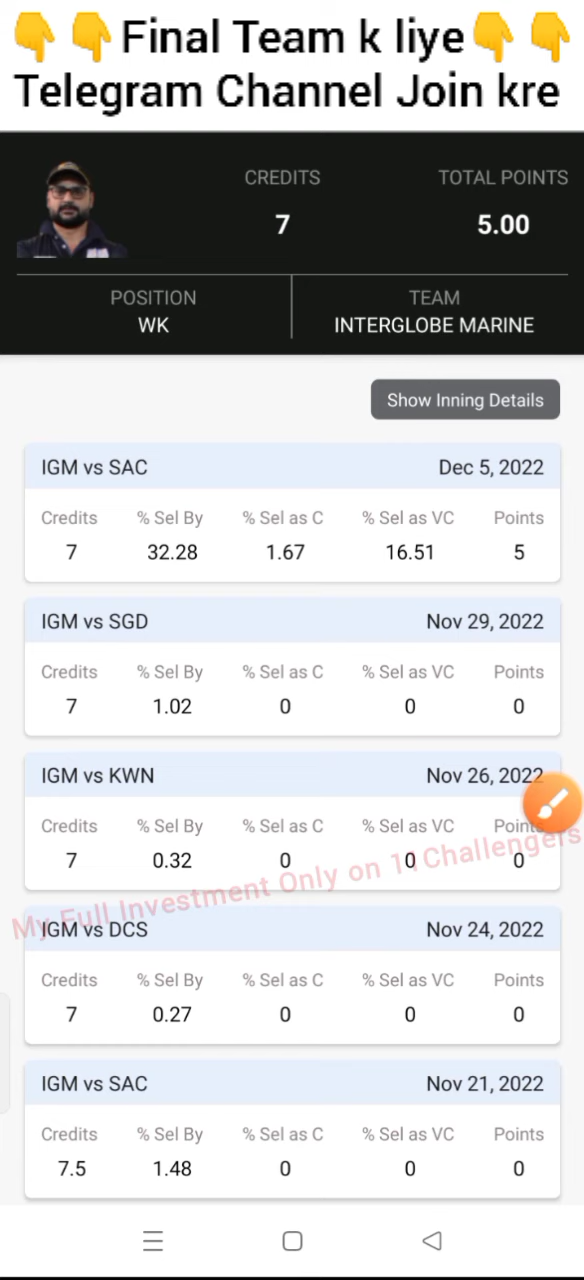 👇👇Final Team k liye👇👇
Telegram Channel Join kre
CREDITS TOTAL POINTS
7 5.00
POSITION TEAM
WK INTERGLOBE MARINE
Show Inning Details
IGM vs SAC Dec 5, 2022
Credits % Sel By % Sel as C % Sel as VC Points
7 32.28 1.67 16.51 5
IGM vs SGD Nov 29, 2022
Credits % Sel By % Sel as C % Sel as VC Points
7 1.02 0 0 0
IGM vs KWN Nov 26, 2022
Credits % Sel By % Sel as C % Sel as VC Points
7 0.32 0 0 0
My Full Investment Only on 11Challengers
IGM vs DCS Nov 24, 2022
Credits % Sel By % Sel as C % Sel as VC Points
7 0.27 0 0 0
IGM vs SAC Nov 21, 2022
Credits % Sel By % Sel as C % Sel as VC Points
7.5 1.48 0 0 0